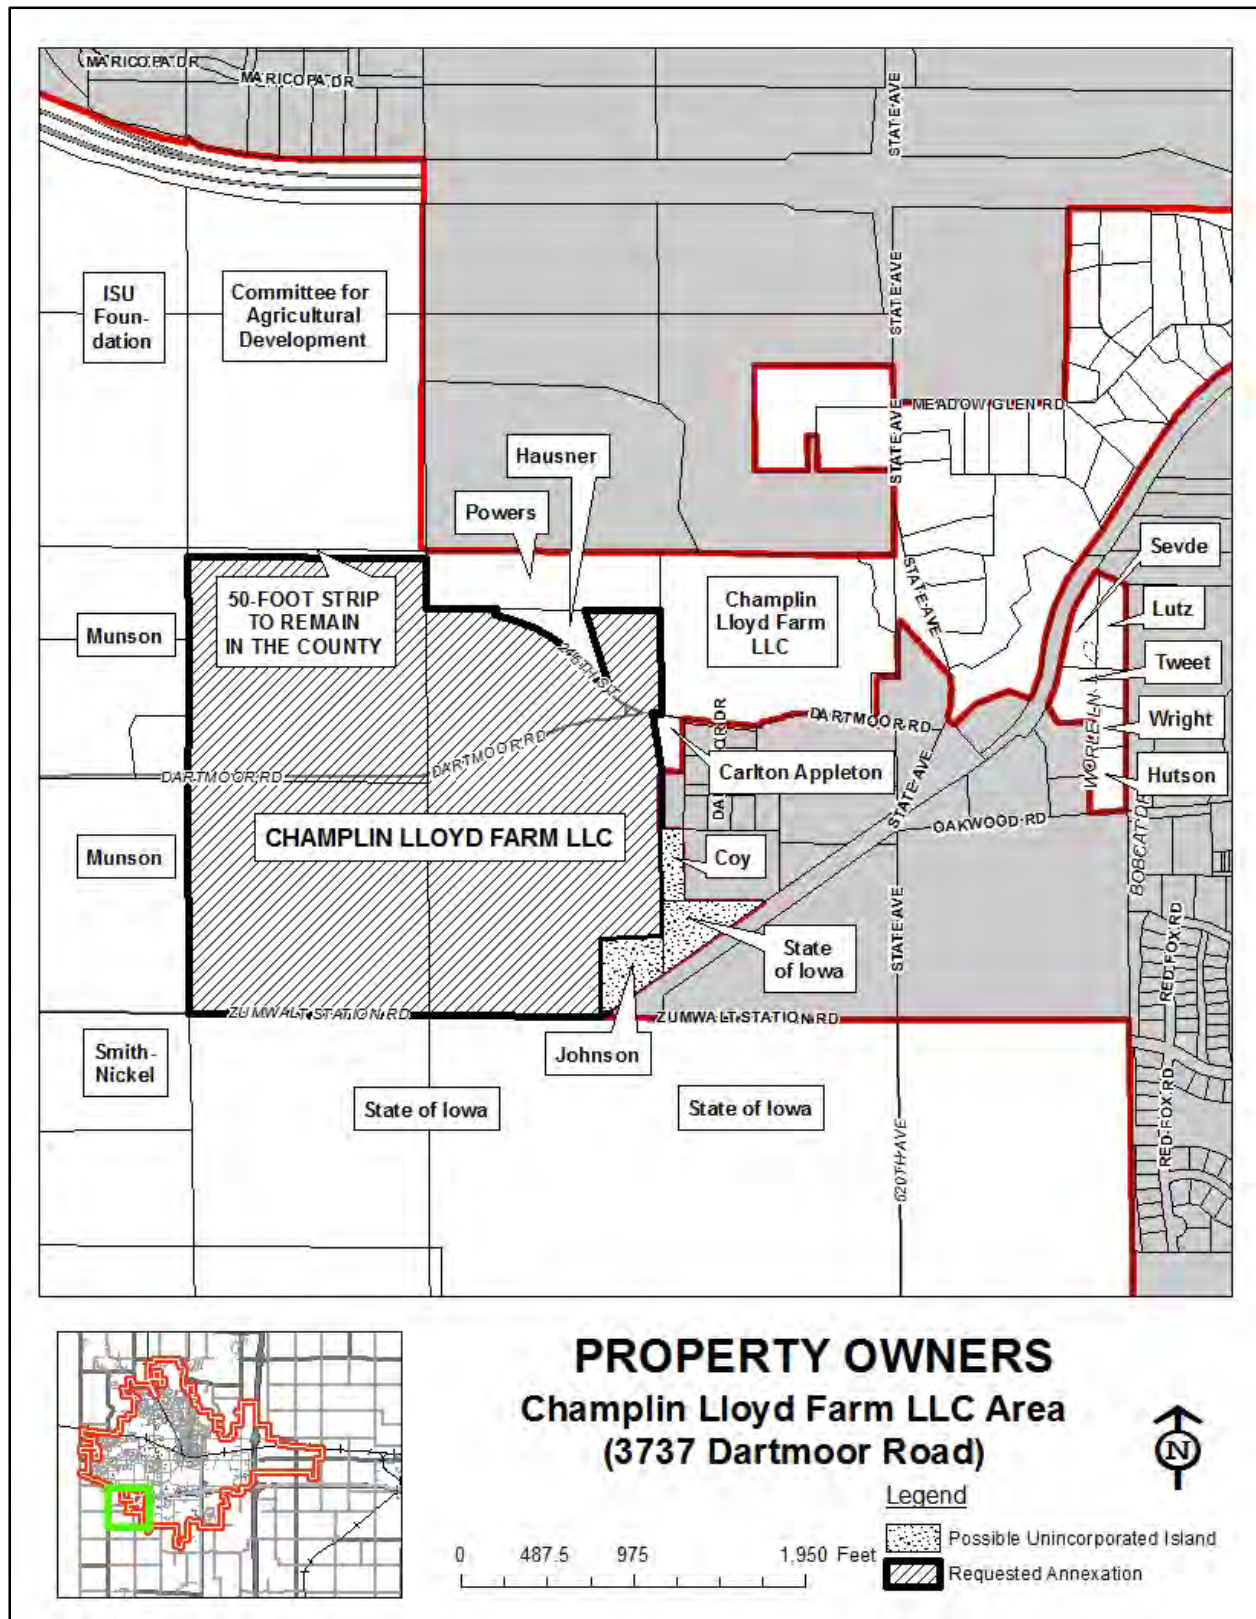 MARICOPA DR
MARICOPA DR
STATE AVE
ISU
Foun-
dation
Committee for
Agricultural
Development
STATE AVE
STATE AVE
MEADOW GLEN RD
Hausner
Powers
STATE AVE
Sevde
50-FOOT STRIP
TO REMAIN
IN THE COUNTY
Champlin
Lloyd Farm
LLC
Lutz
Munson
Tweet
246TH ST
WORLE LN
Wright
DARTMOOR RD
DARTMOOR RD
DARTMOOR RD
Carlton Appleton
Hutson
STATE AVE
OAKWOOD RD
CHAMPLIN LLOYD FARM LLC
Munson
Coy
BOBCAT DR
STATE AVE
RED FOX RD
State
of Iowa
ZUMWALT STATION RD
ZUMWALT STATION RD
Johnson
Smith-
Nickel
State of Iowa
State of Iowa
RED FOX RD
520TH AVE
PROPERTY OWNERS
Champlin Lloyd Farm LLC Area
(3737 Dartmoor Road)
N
Legend
Possible Unincorporated Island
Requested Annexation
0 487.5 975 1,950 Feet